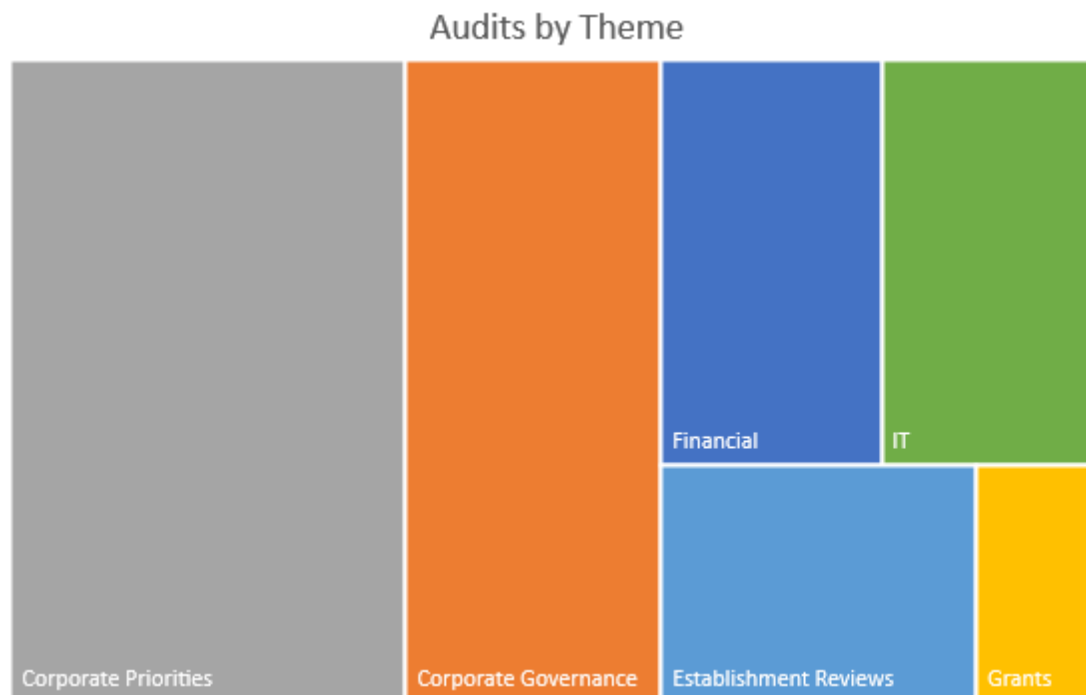 Audits by Theme
Financial
IT
Corporate Priorities
Corporate Governance
Establishment Reviews
Grants